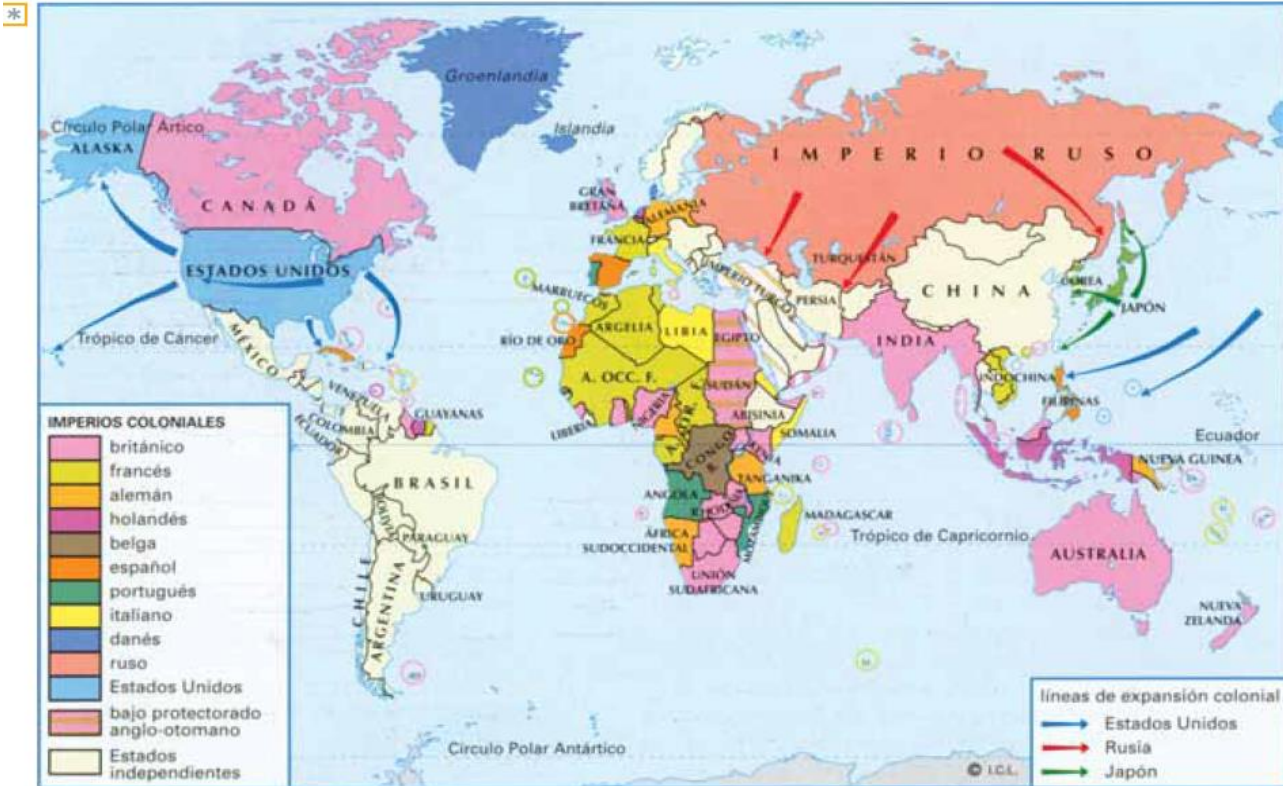 *
Groenlandia
Islandia
Círculo Polar Ártico
ALASKA
CANADÁ
ESTADOS UNIDOS
Trópico de Cáncer
MÉXICO
VENEZUELA
GUAYANAS
COLOMBIA
ECUADOR
BRASIL
BOLIVIA
PARAGUAY
CHILE
ARGENTINA
URUGUAY
IMPERIO RUSO
GRAN
BRETAÑA
ALEMANIA
FRANCIA
TURQUESTÁN
IMPERIO TURCO
PERSIA
CHINA
COREA
JAPÓN
MARRUECOS
ARGELIA
LIBIA
EGIPTO
RÍO DE ORO
A. OCC. F.
SUDÁN
INDIA
INDOCHINA
FILIPINAS
LIBERIA
NIGERIA
ABISINIA
SOMALIA
CONGO
B.
KENIA
TANGANIKA
Ecuador
NUEVA GUINEA
ANGOLA
RHODESIA
MOZAMBIQUE
MADAGASCAR
ÁFRICA
SUDOCCIDENTAL
UNIÓN
SUDAFRICANA
Trópico de Capricornio
AUSTRALIA
NUEVA
ZELANDA
Círculo Polar Antártico
© I.C.L.
IMPERIOS COLONIALES
británico
francés
alemán
holandés
belga
español
portugués
italiano
danés
ruso
Estados Unidos
bajo protectorado
anglo-otomano
Estados
independientes
líneas de expansión colonial
Estados Unidos
Rusia
Japón